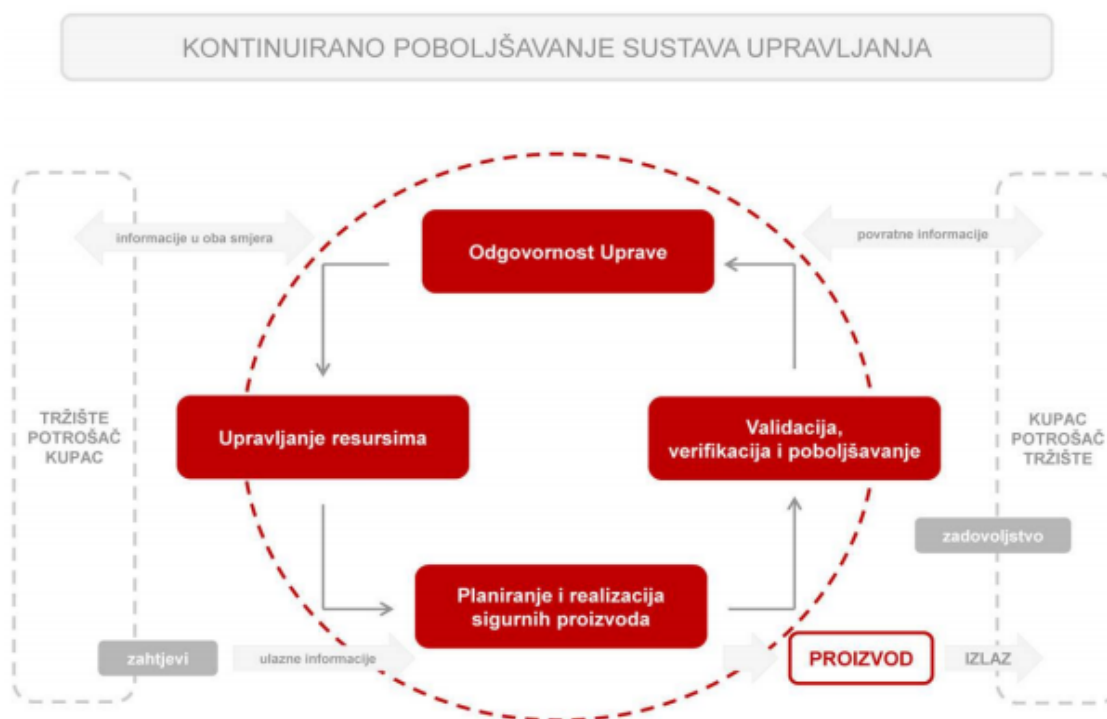 KONTINUIRANO POBOLJŠAVANJE SUSTAVA UPRAVLJANJA
informacije u oba smjera
Odgovornost Uprave
povratne informacije
TRŽIŠTE
POTROŠAČ
KUPAC
Upravljanje resursima
Validacija,
verifikacija i poboljšavanje
KUPAC
POTROŠAČ
TRŽIŠTE
zadovoljstvo
Planiranje i realizacija
sigurnih proizvoda
zahtjevi
ulazne informacije
PROIZVOD
IZLAZ